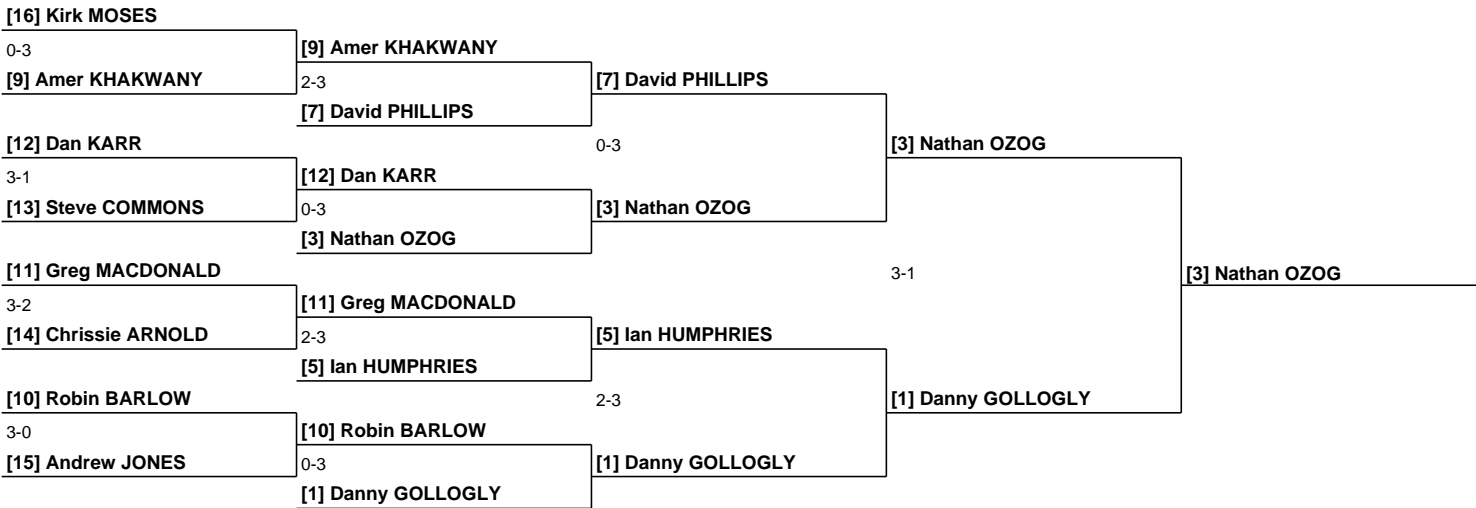 [16] Kirk MOSES
0-3
[9] Amer KHAKWANY
[9] Amer KHAKWANY
2-3
[7] David PHILLIPS
[7] David PHILLIPS
[12] Dan KARR
0-3
[3] Nathan OZOG
3-1
[12] Dan KARR
[13] Steve COMMONS
0-3
[3] Nathan OZOG
[3] Nathan OZOG
[11] Greg MACDONALD
3-1
[3] Nathan OZOG
3-2
[11] Greg MACDONALD
[14] Chrissie ARNOLD
2-3
[5] Ian HUMPHRIES
[5] Ian HUMPHRIES
[10] Robin BARLOW
2-3
[1] Danny GOLLOGLY
3-0
[10] Robin BARLOW
[15] Andrew JONES
0-3
[1] Danny GOLLOGLY
[1] Danny GOLLOGLY